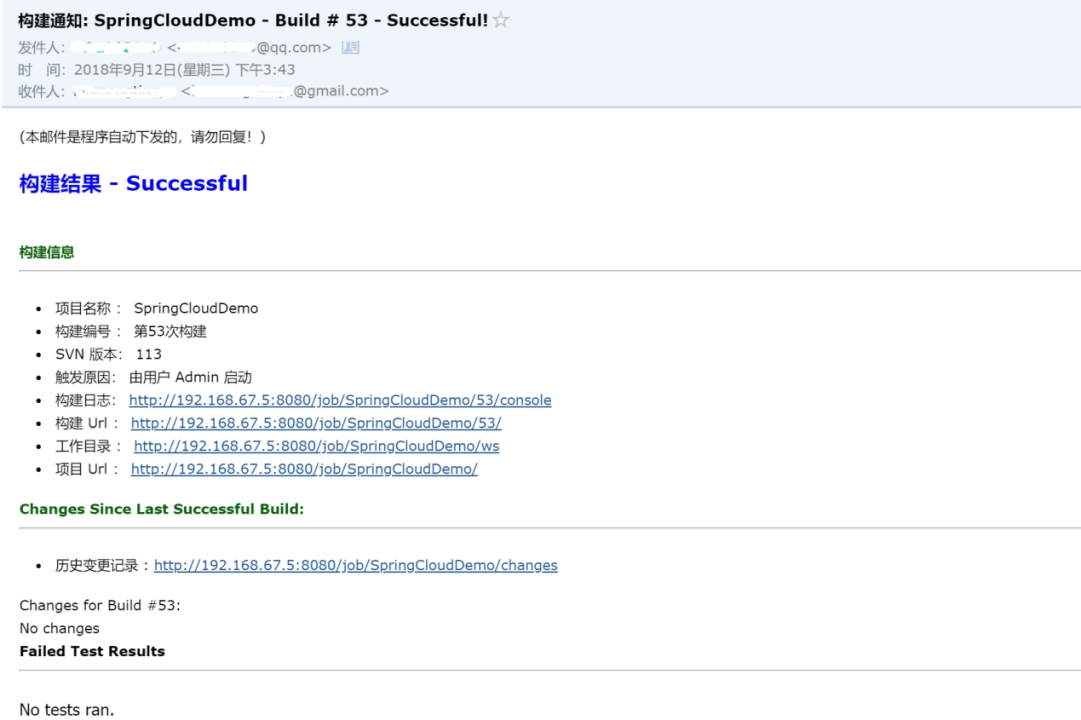 构建通知: SpringCloudDemo - Build # 53 - Successful!
发件人: < @qq.com>
时 间: 2018年9月12日(星期三) 下午3:43
收件人: < @gmail.com>
(本邮件是程序自动下发的,请勿回复!)
构建结果 - Successful
构建信息
项目名称 : SpringCloudDemo
构建编号 : 第53次构建
SVN 版本: 113
触发原因: 由用户 Admin 启动
构建日志: http://192.168.67.5:8080/job/SpringCloudDemo/53/console
构建 Url : http://192.168.67.5:8080/job/SpringCloudDemo/53/
工作目录 : http://192.168.67.5:8080/job/SpringCloudDemo/ws
项目 Url : http://192.168.67.5:8080/job/SpringCloudDemo/
Changes Since Last Successful Build:
历史变更记录 : http://192.168.67.5:8080/job/SpringCloudDemo/changes
Changes for Build #53:
No changes
Failed Test Results
No tests ran.